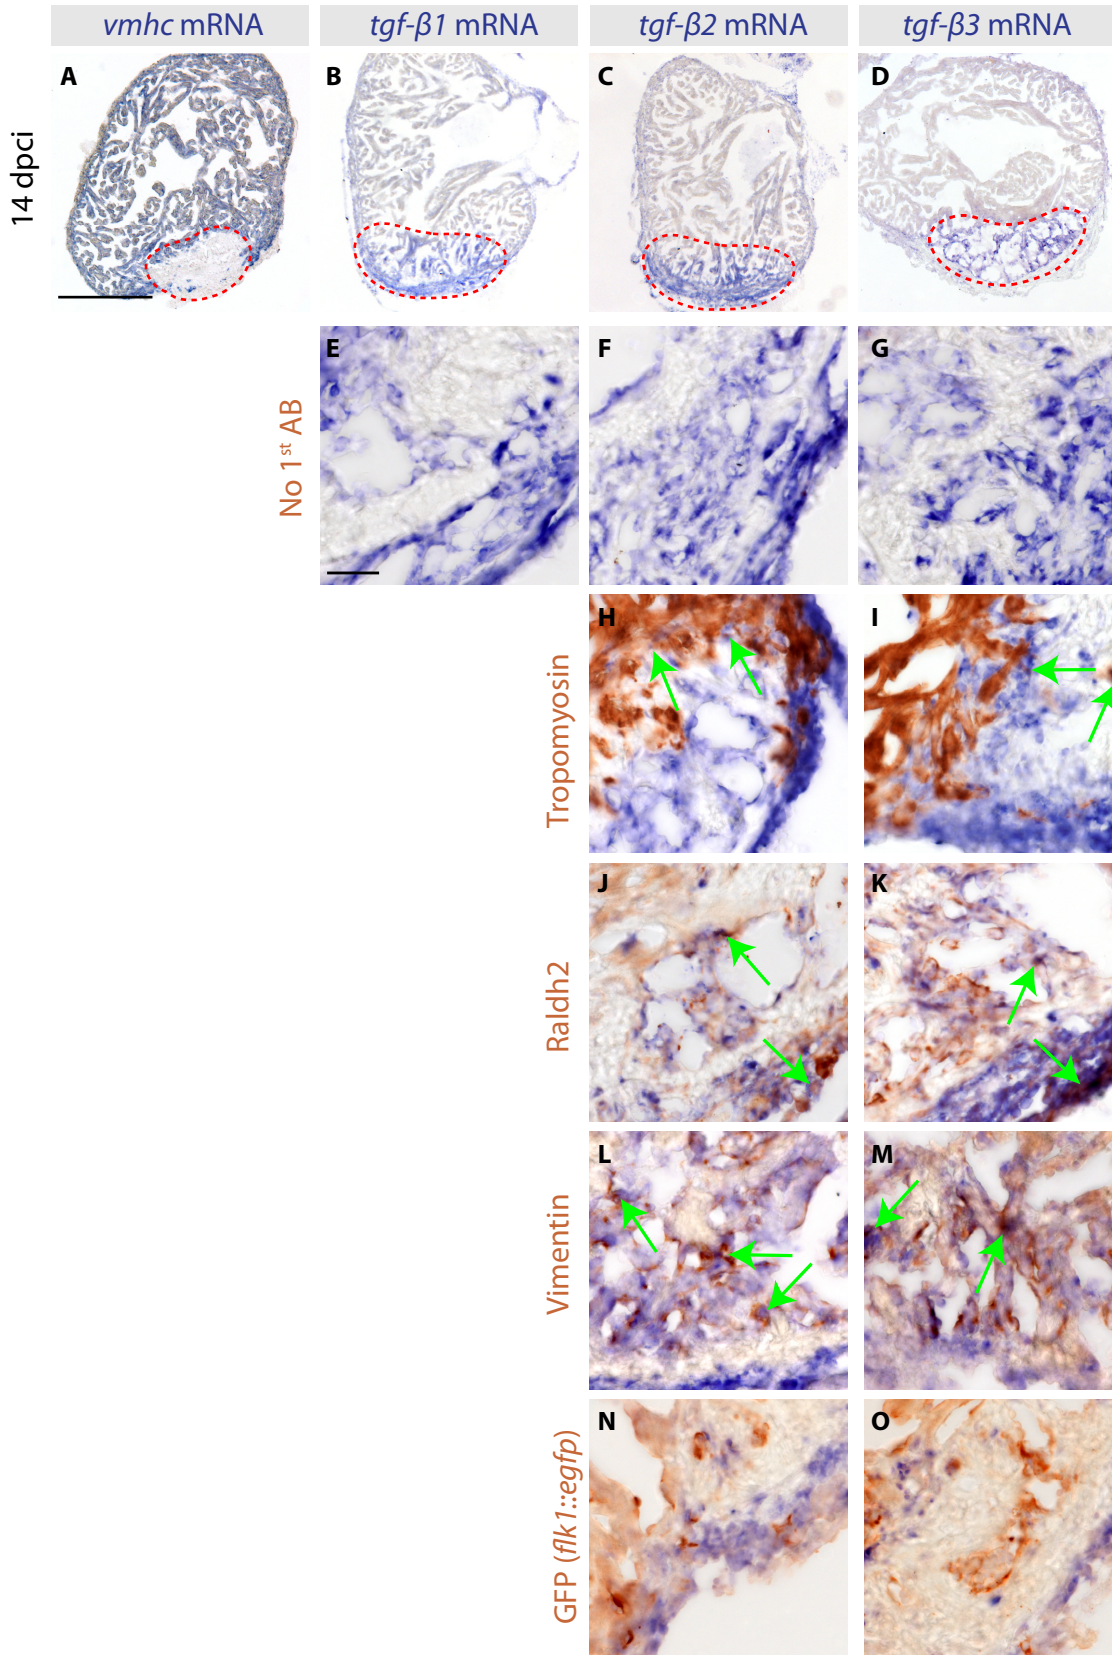 vmhc mRNA tgf-β1 mRNA tgf-β2 mRNA tgf-β3 mRNA
14 dpci
A B C D
No 1st AB
E F G
Tropomyosin
H I
Raldh2
J K
Vimentin
L M
GFP (flk1::egfp)
N O